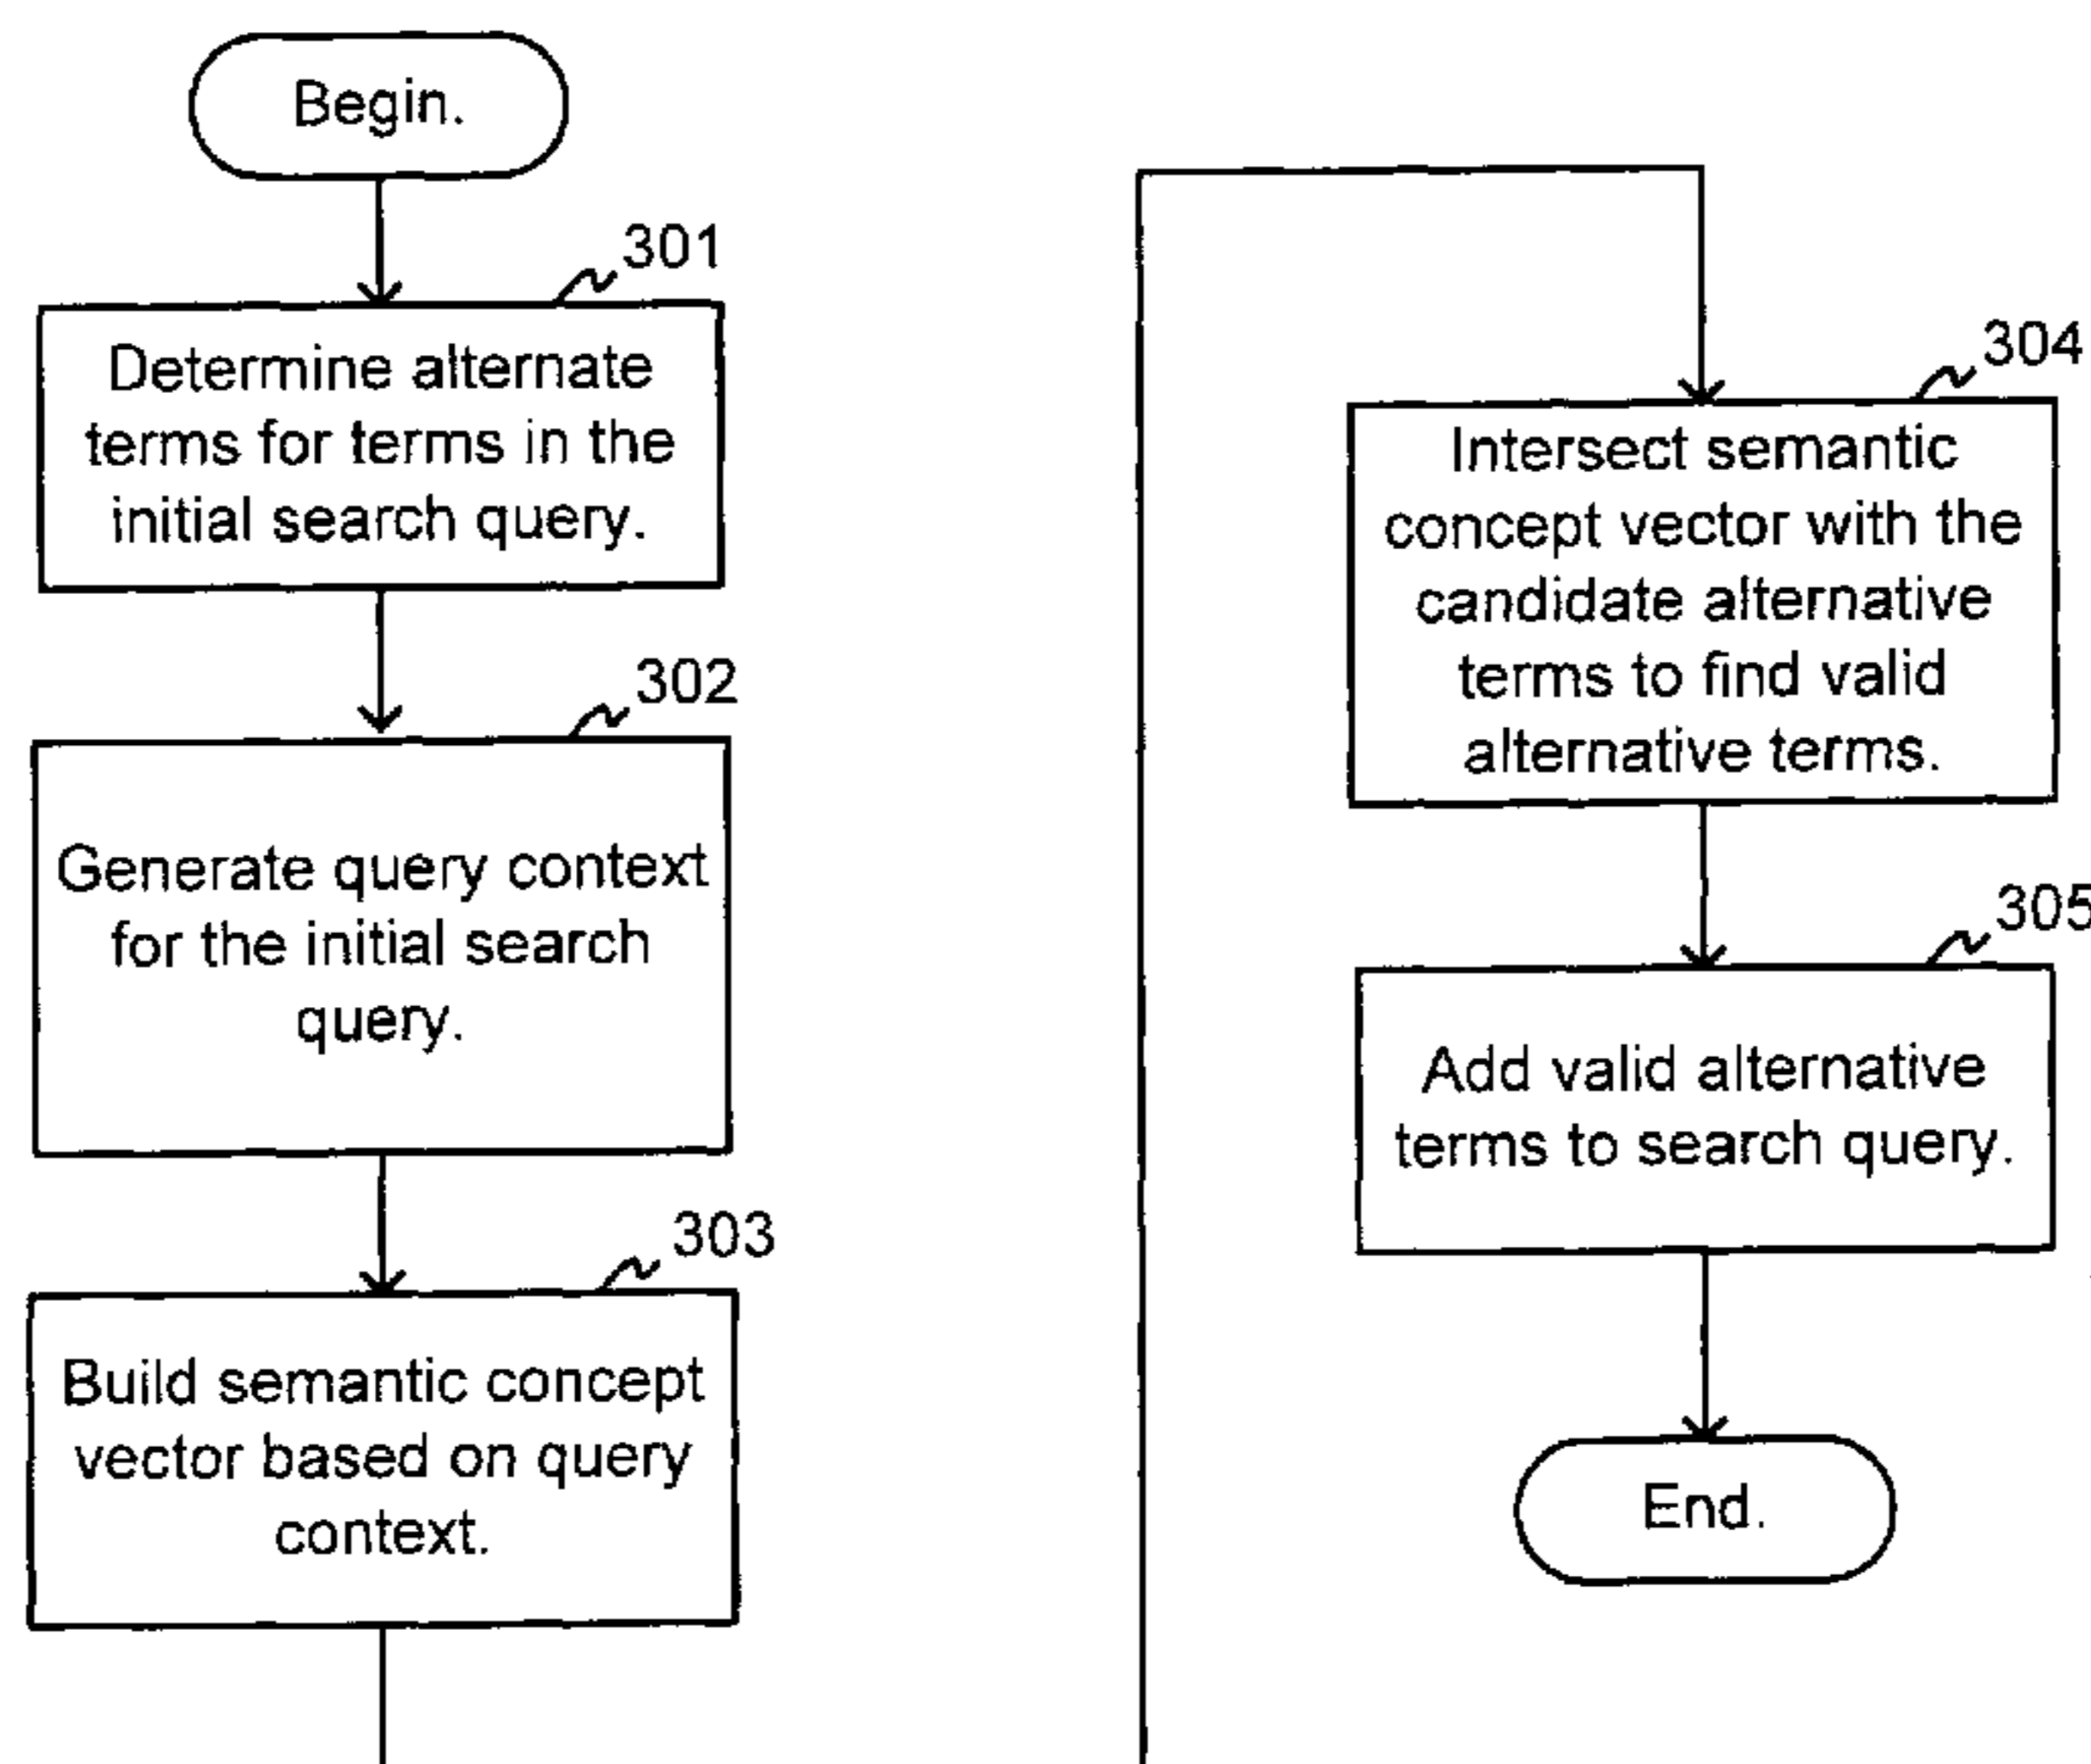 Begin.
301
Determine alternate
terms for terms in the
initial search query.
302
Generate query context
for the initial search
query.
303
Build semantic concept
vector based on query
context.
304
Intersect semantic
concept vector with the
candidate alternative
terms to find valid
alternative terms.
305
Add valid alternative
terms to search query.
End.